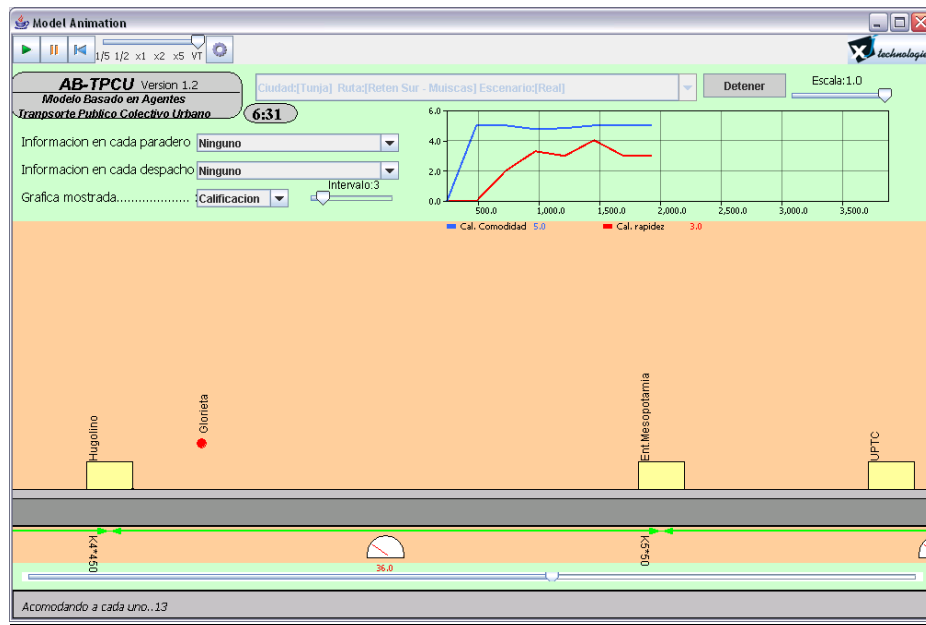 Model Animation
1/5 1/2 x1 x2 x5 VT
X technologie
AB-TPCU Version 1.2
Modelo Basado en Agentes
Tranpsorte Publico Colectivo Urbano
6:31
Ciudad:[Tunja] Ruta:[Reten Sur - Muiscas] Escenario:[Real]
Detener
Escala:1.0
Informacion en cada paradero Ninguno
Informacion en cada despacho Ninguno
Intervalo:3
Grafica mostrada................... :Calificacion
6.0
4.0
2.0
0.0
500.0 1,000.0 1,500.0 2,000.0 2,500.0 3,000.0 3,500.0
Cal. Comodidad 5.0 Cal. rapidez 3.0
Hugolino
Glorieta
Ent.Mesopotamia
UPTC
K4*450
K5*50
36.0
Acomodando a cada uno..13